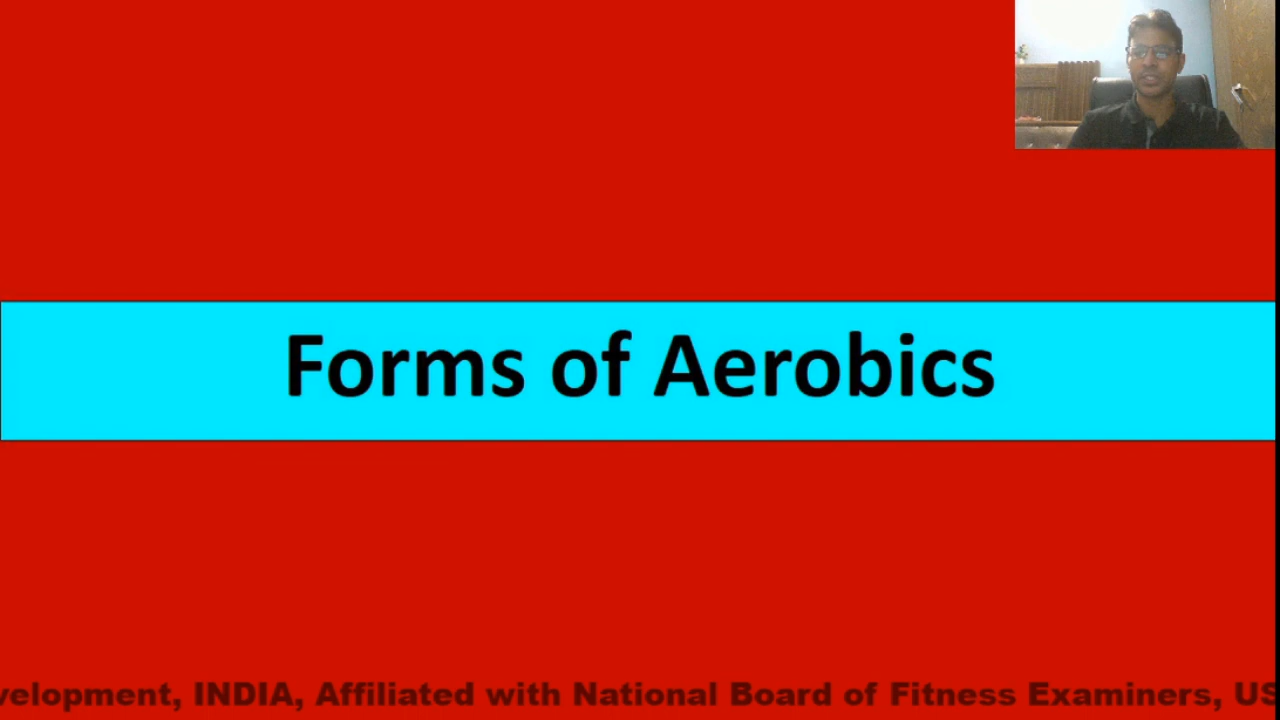 Forms of Aerobics
velopment, INDIA, Affiliated with National Board of Fitness Examiners, US